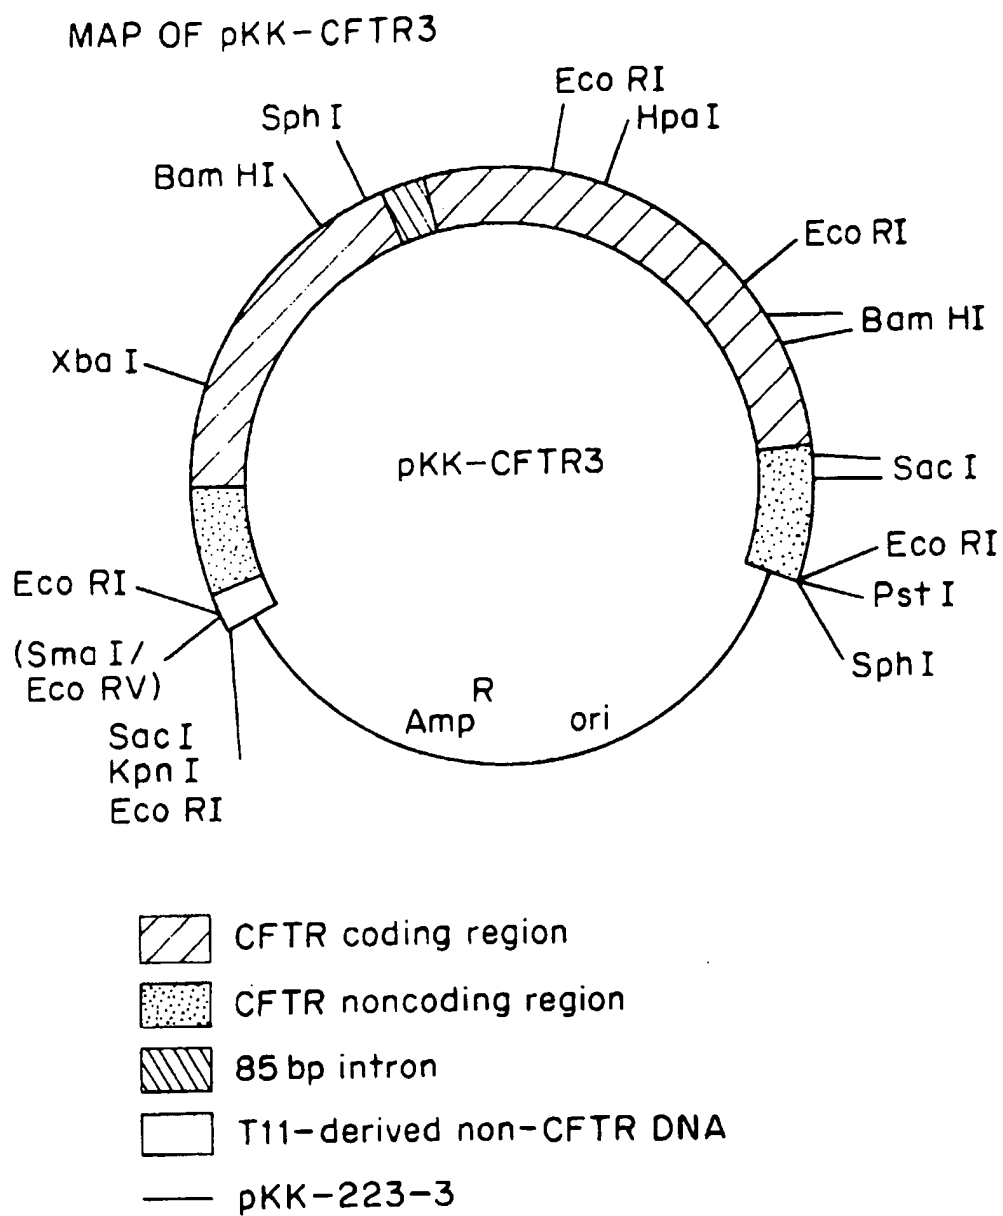 MAP OF pKK-CFTR3
Eco RI
Hpa I
Sph I
Bam HI
Eco RI
Bam HI
Xba I
pKK-CFTR3
Sac I
Eco RI
Pst I
Sph I
Eco RI
(Sma I/
Eco RV)
Sac I
Kpn I
Eco RI
Amp R
ori
CFTR coding region
CFTR noncoding region
85 bp intron
T11-derived non-CFTR DNA
pKK-223-3